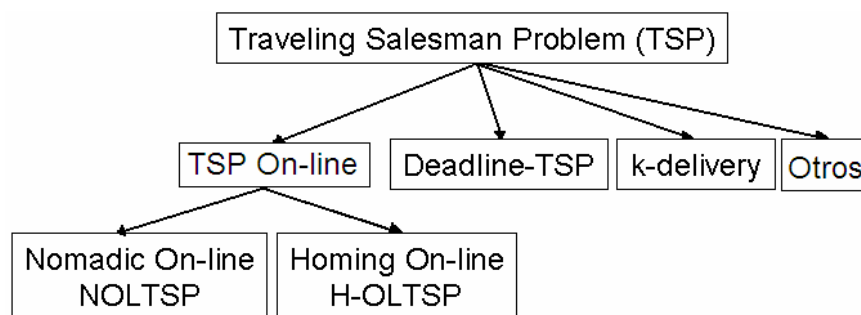 Traveling Salesman Problem (TSP)
TSP On-line
Deadline-TSP
k-delivery
Otros
Nomadic On-line
NOLTSP
Homing On-line
H-OLTSP